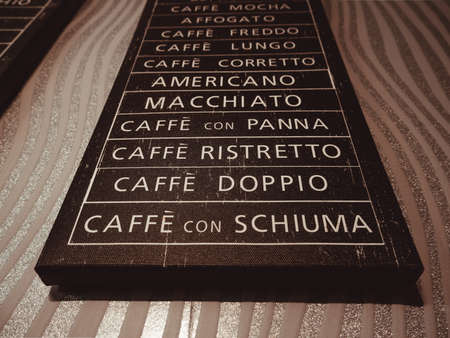 CAFFÈ MOCHA
AFFOGATO
CAFFÈ FREDDO
CAFFÈ LUNGO
CAFFÈ CORRETTO
AMERICANO
MACCHIATO
CAFFÈ CON PANNA
CAFFÈ RISTRETTO
CAFFÈ DOPPIO
CAFFÈ CON SCHIUMA